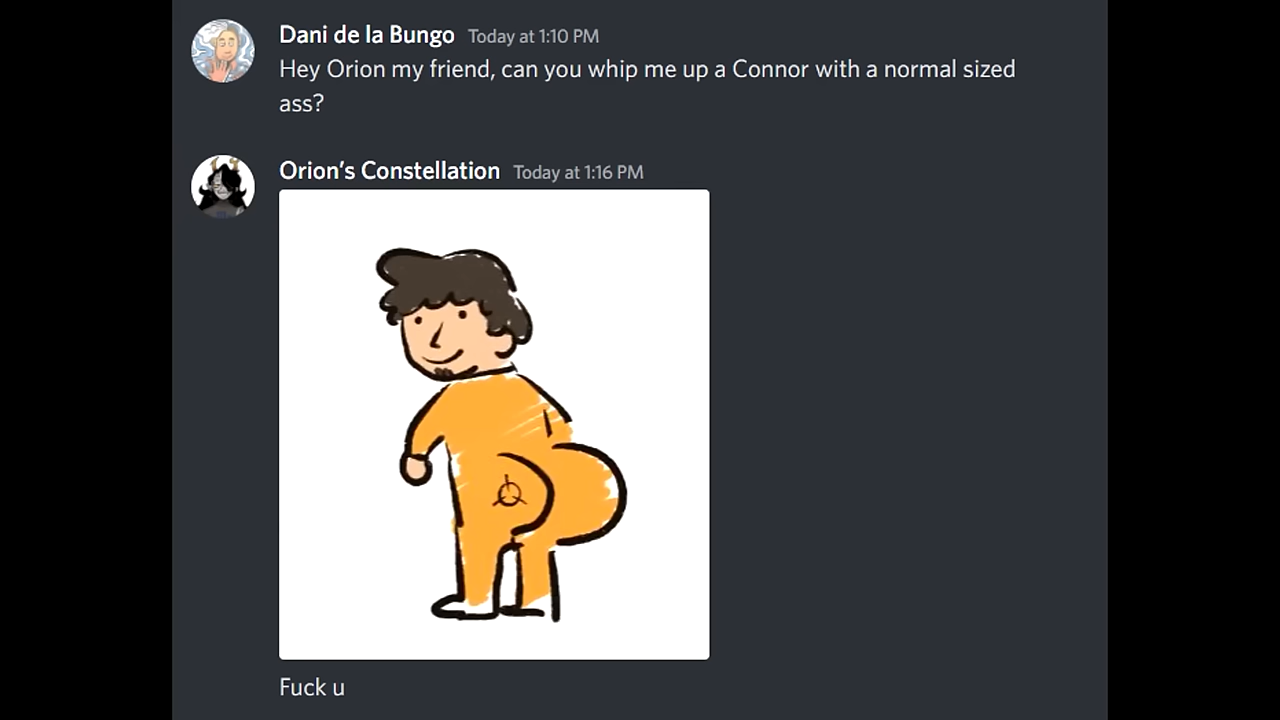 Dani de la Bungo Today at 1:10 PM
Hey Orion my friend, can you whip me up a Connor with a normal sized
ass?
Orion’s Constellation Today at 1:16 PM
Fuck u